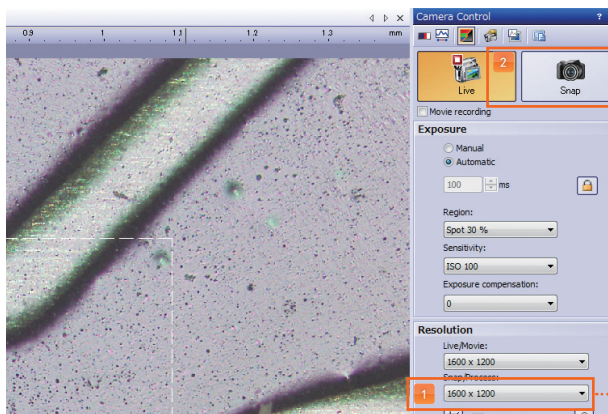 Camera Control ?
0.9 1 1.1 1.2 1.3 mm
2
Live Snap
Movie recording
Exposure
Manual
Automatic
100 ms
Region:
Spot 30 %
Sensitivity:
ISO 100
Exposure compensation:
0
Resolution
Live/Movie:
1600 x 1200
Snap/Process:
1 1600 x 1200